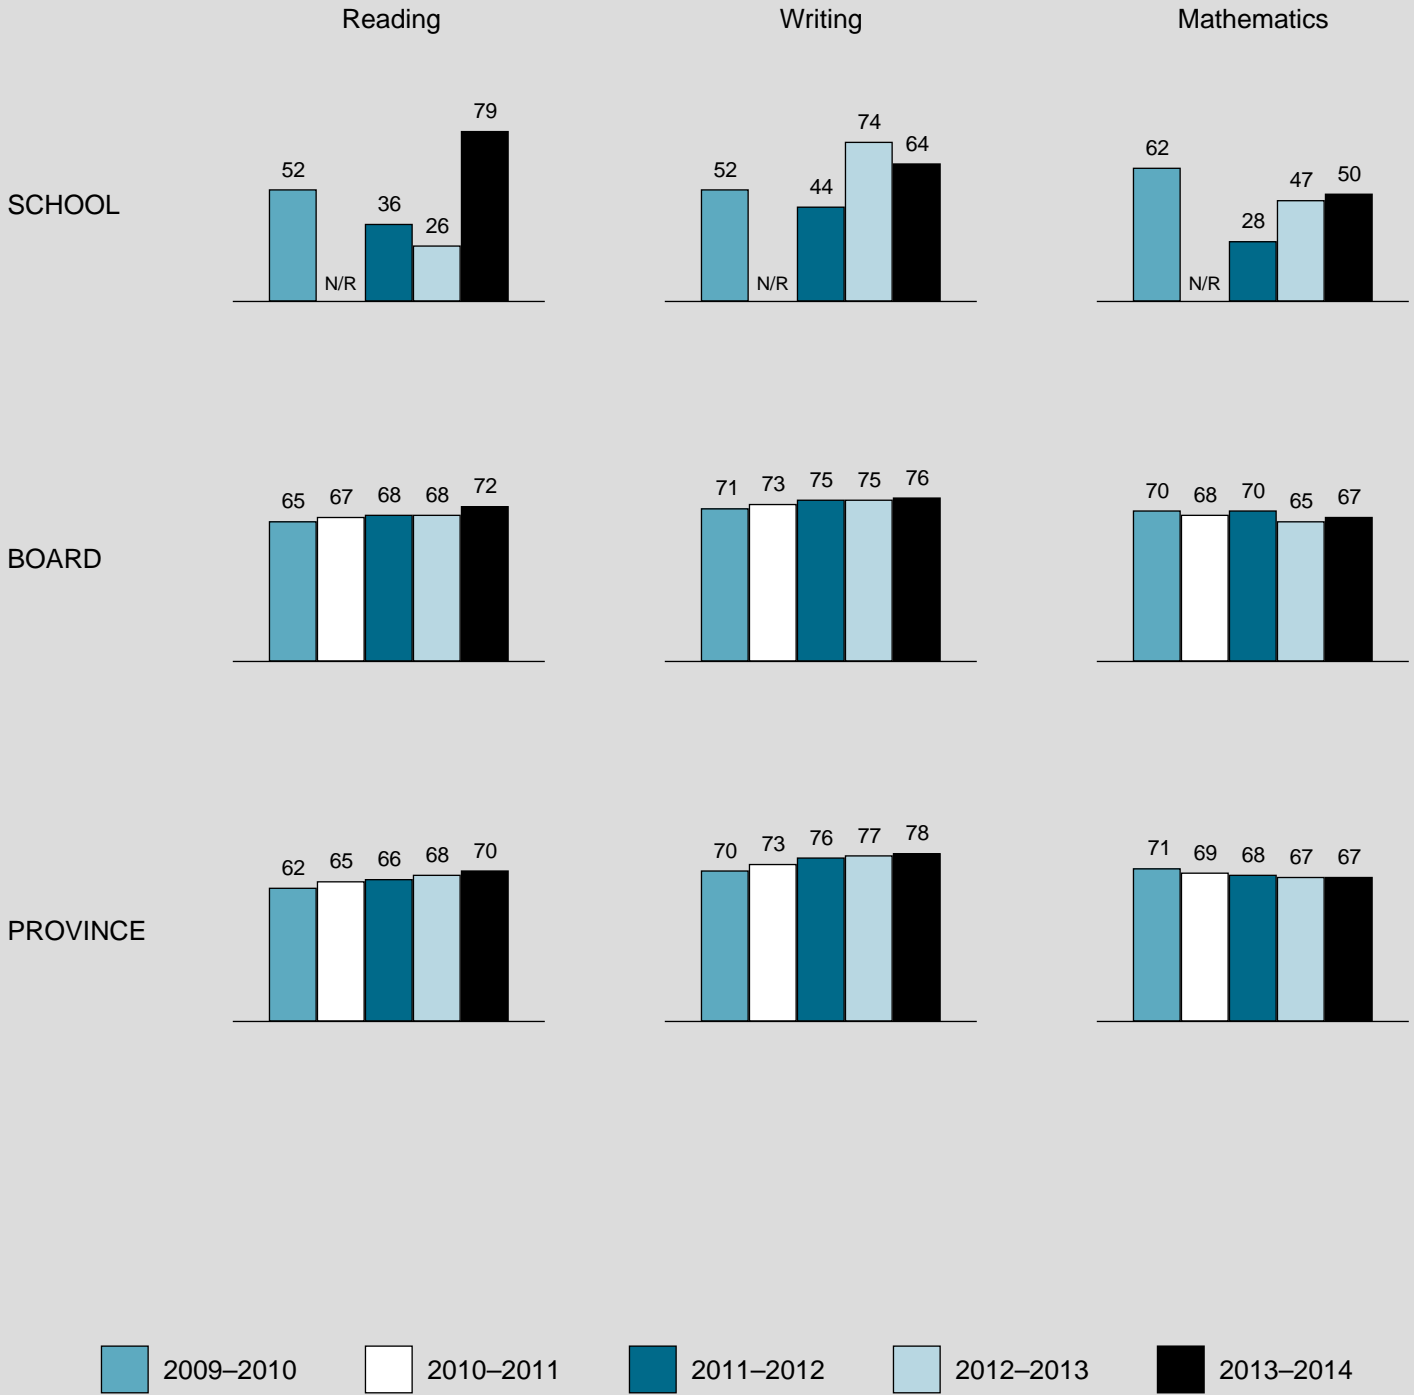 Reading Writing Mathematics
SCHOOL
52 N/R 36 26 79
52 N/R 44 74 64
62 N/R 28 47 50
BOARD
65 67 68 68 72
71 73 75 75 76
70 68 70 65 67
PROVINCE
62 65 66 68 70
70 73 76 77 78
71 69 68 67 67
2009–2010 2010–2011 2011–2012 2012–2013 2013–2014